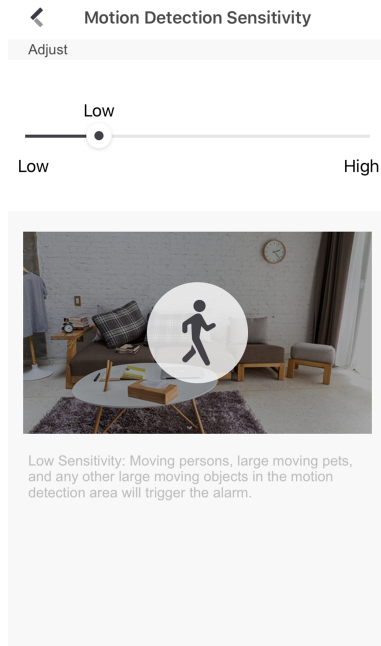 Motion Detection Sensitivity
Adjust
Low
Low
High
Low Sensitivity: Moving persons, large moving pets,
and any other large moving objects in the motion
detection area will trigger the alarm.